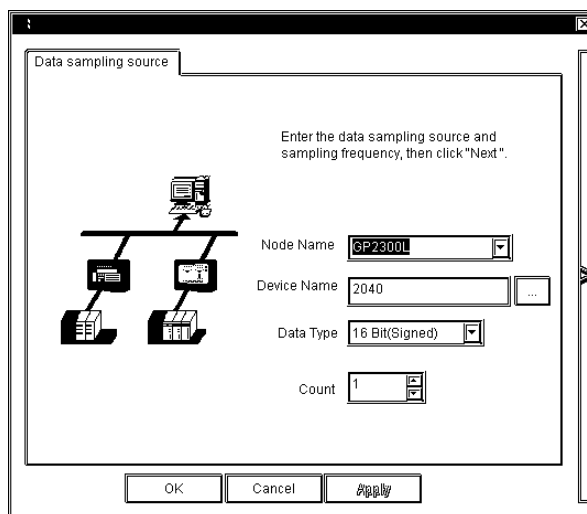 Data sampling source
Enter the data sampling source and
sampling frequency, then click "Next".
Node Name GP2300L
Device Name 2040 ...
Data Type 16 Bit(Signed)
Count 1
OK Cancel Apply